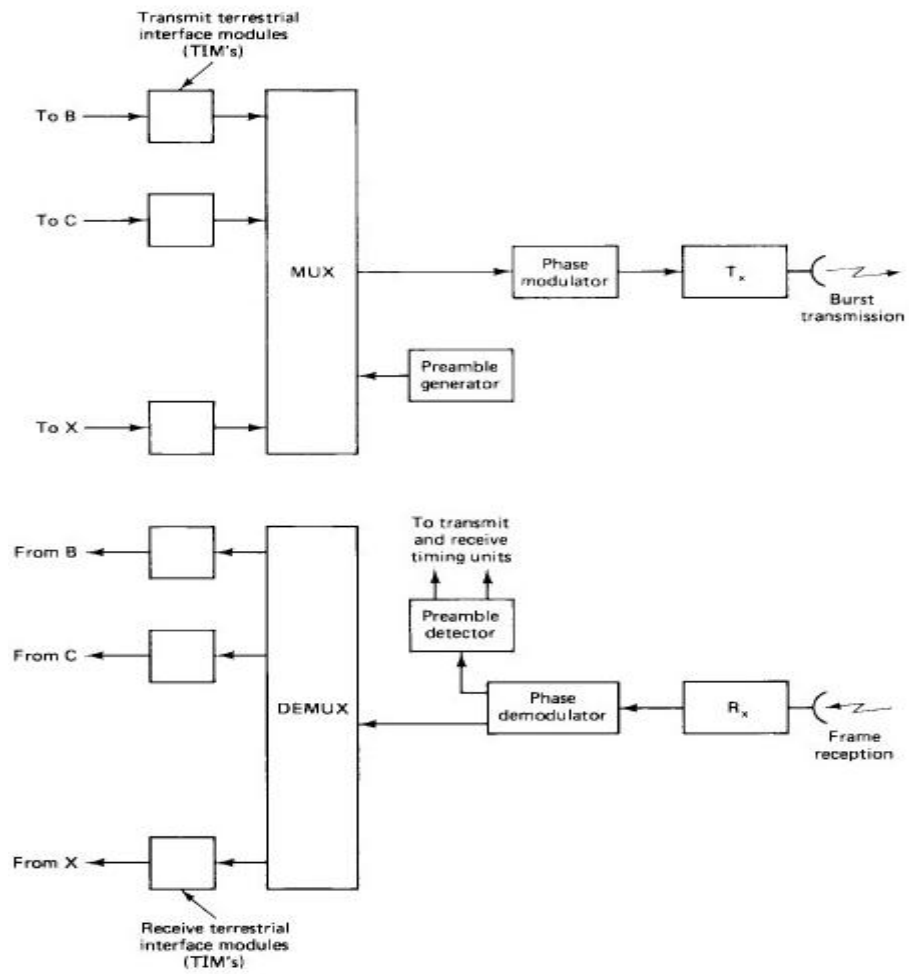 Transmit terrestrial
interface modules
(TIM's)
To B
To C
MUX
Phase
modulator
Tx
Burst
transmission
Preamble
generator
To X
From B
To transmit
and receive
timing units
Preamble
detector
From C
DEMUX
Phase
demodulator
Rx
Frame
reception
From X
Receive terrestrial
interface modules
(TIM's)